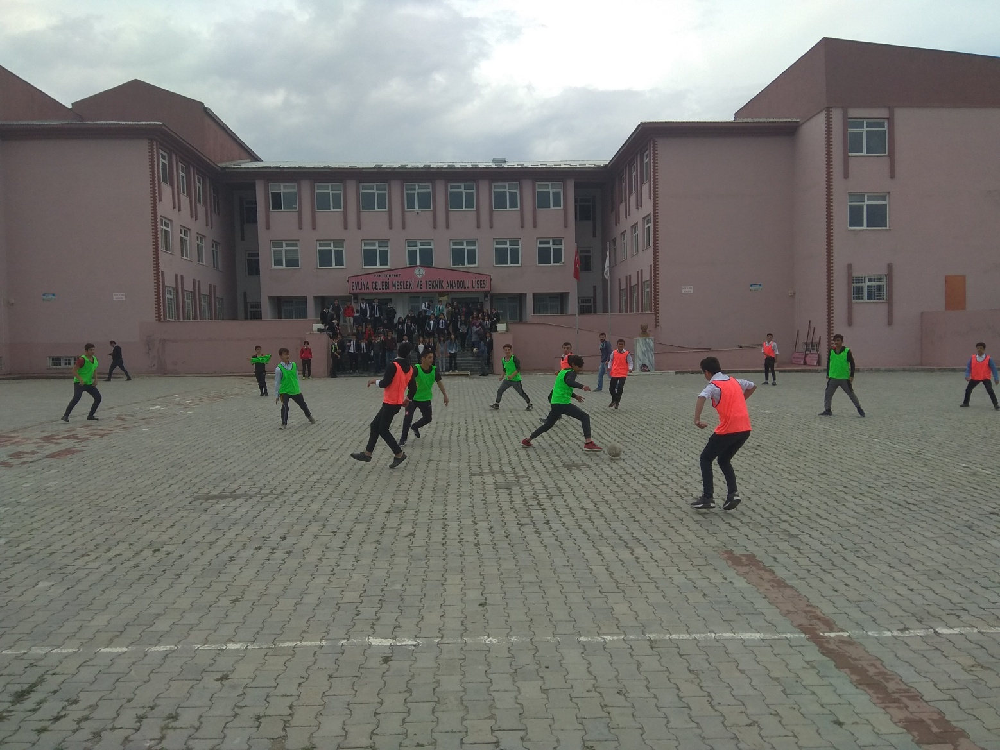 VAN-EDREMİT
EVLİYA ÇELEBİ MESLEKİ VE TEKNİK ANADOLU LİSESİ